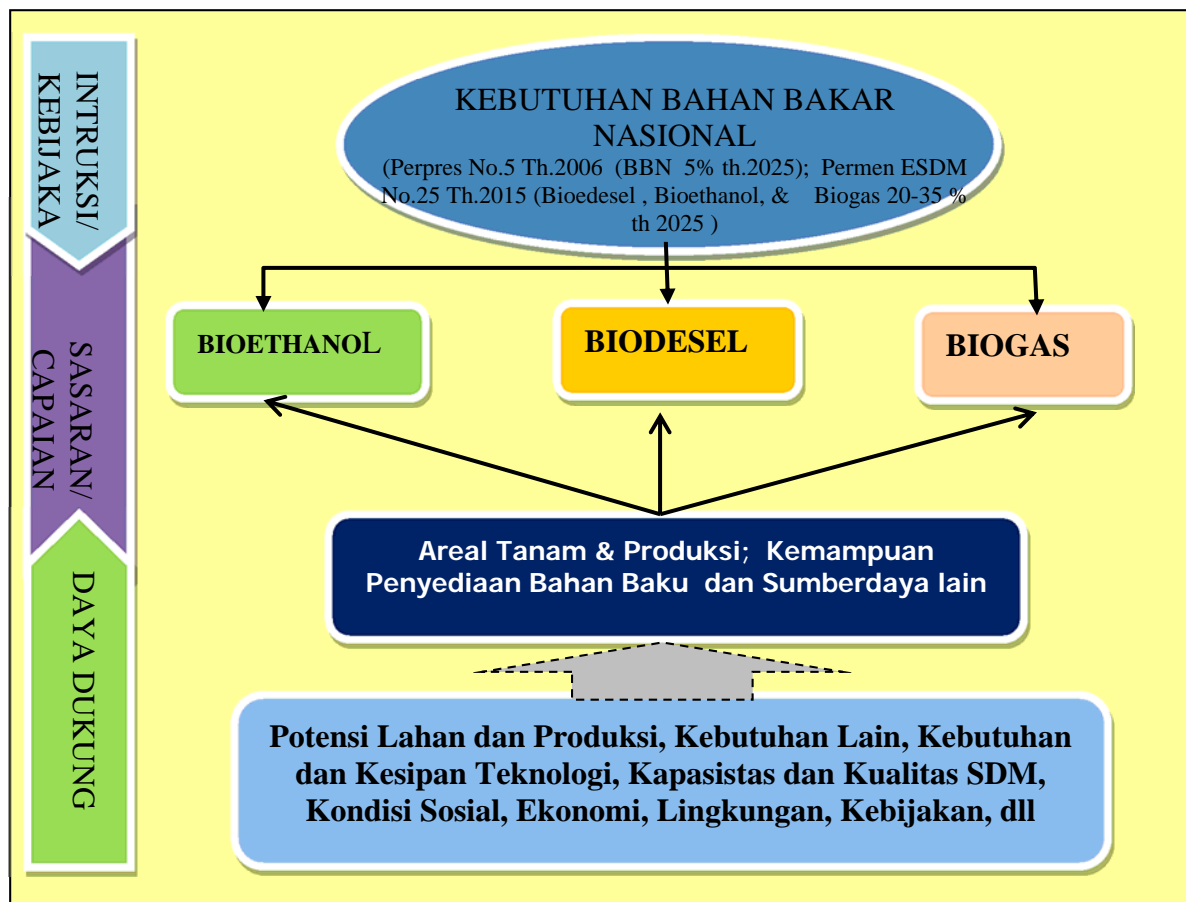 INTRUKSI/
KEBIJAKA
KEBUTUHAN BAHAN BAKAR
NASIONAL
(Perpres No.5 Th.2006 (BBN 5% th.2025); Permen ESDM
No.25 Th.2015 (Bioedesel , Bioethanol, & Biogas 20-35 %
th 2025 )
SASARAN/
CAPAIAN
BIOETHANOL
BIODESEL
BIOGAS
DAYA DUKUNG
Areal Tanam & Produksi; Kemampuan
Penyediaan Bahan Baku dan Sumberdaya lain
Potensi Lahan dan Produksi, Kebutuhan Lain, Kebutuhan
dan Kesipan Teknologi, Kapasistas dan Kualitas SDM,
Kondisi Sosial, Ekonomi, Lingkungan, Kebijakan, dll